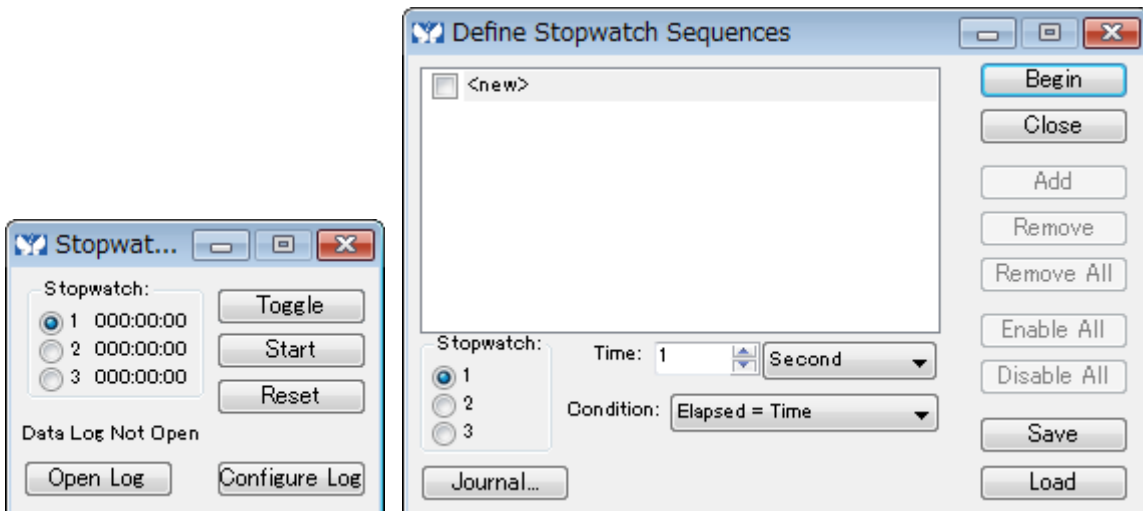 Stopwat...
Stopwatch:
1 000:00:00
2 000:00:00
3 000:00:00
Toggle
Start
Reset
Data Log Not Open
Open Log
Configure Log
Define Stopwatch Sequences
<new>
Begin
Close
Add
Remove
Remove All
Enable All
Disable All
Save
Load
Stopwatch:
1
2
3
Time: 1 Second
Condition: Elapsed = Time
Journal...